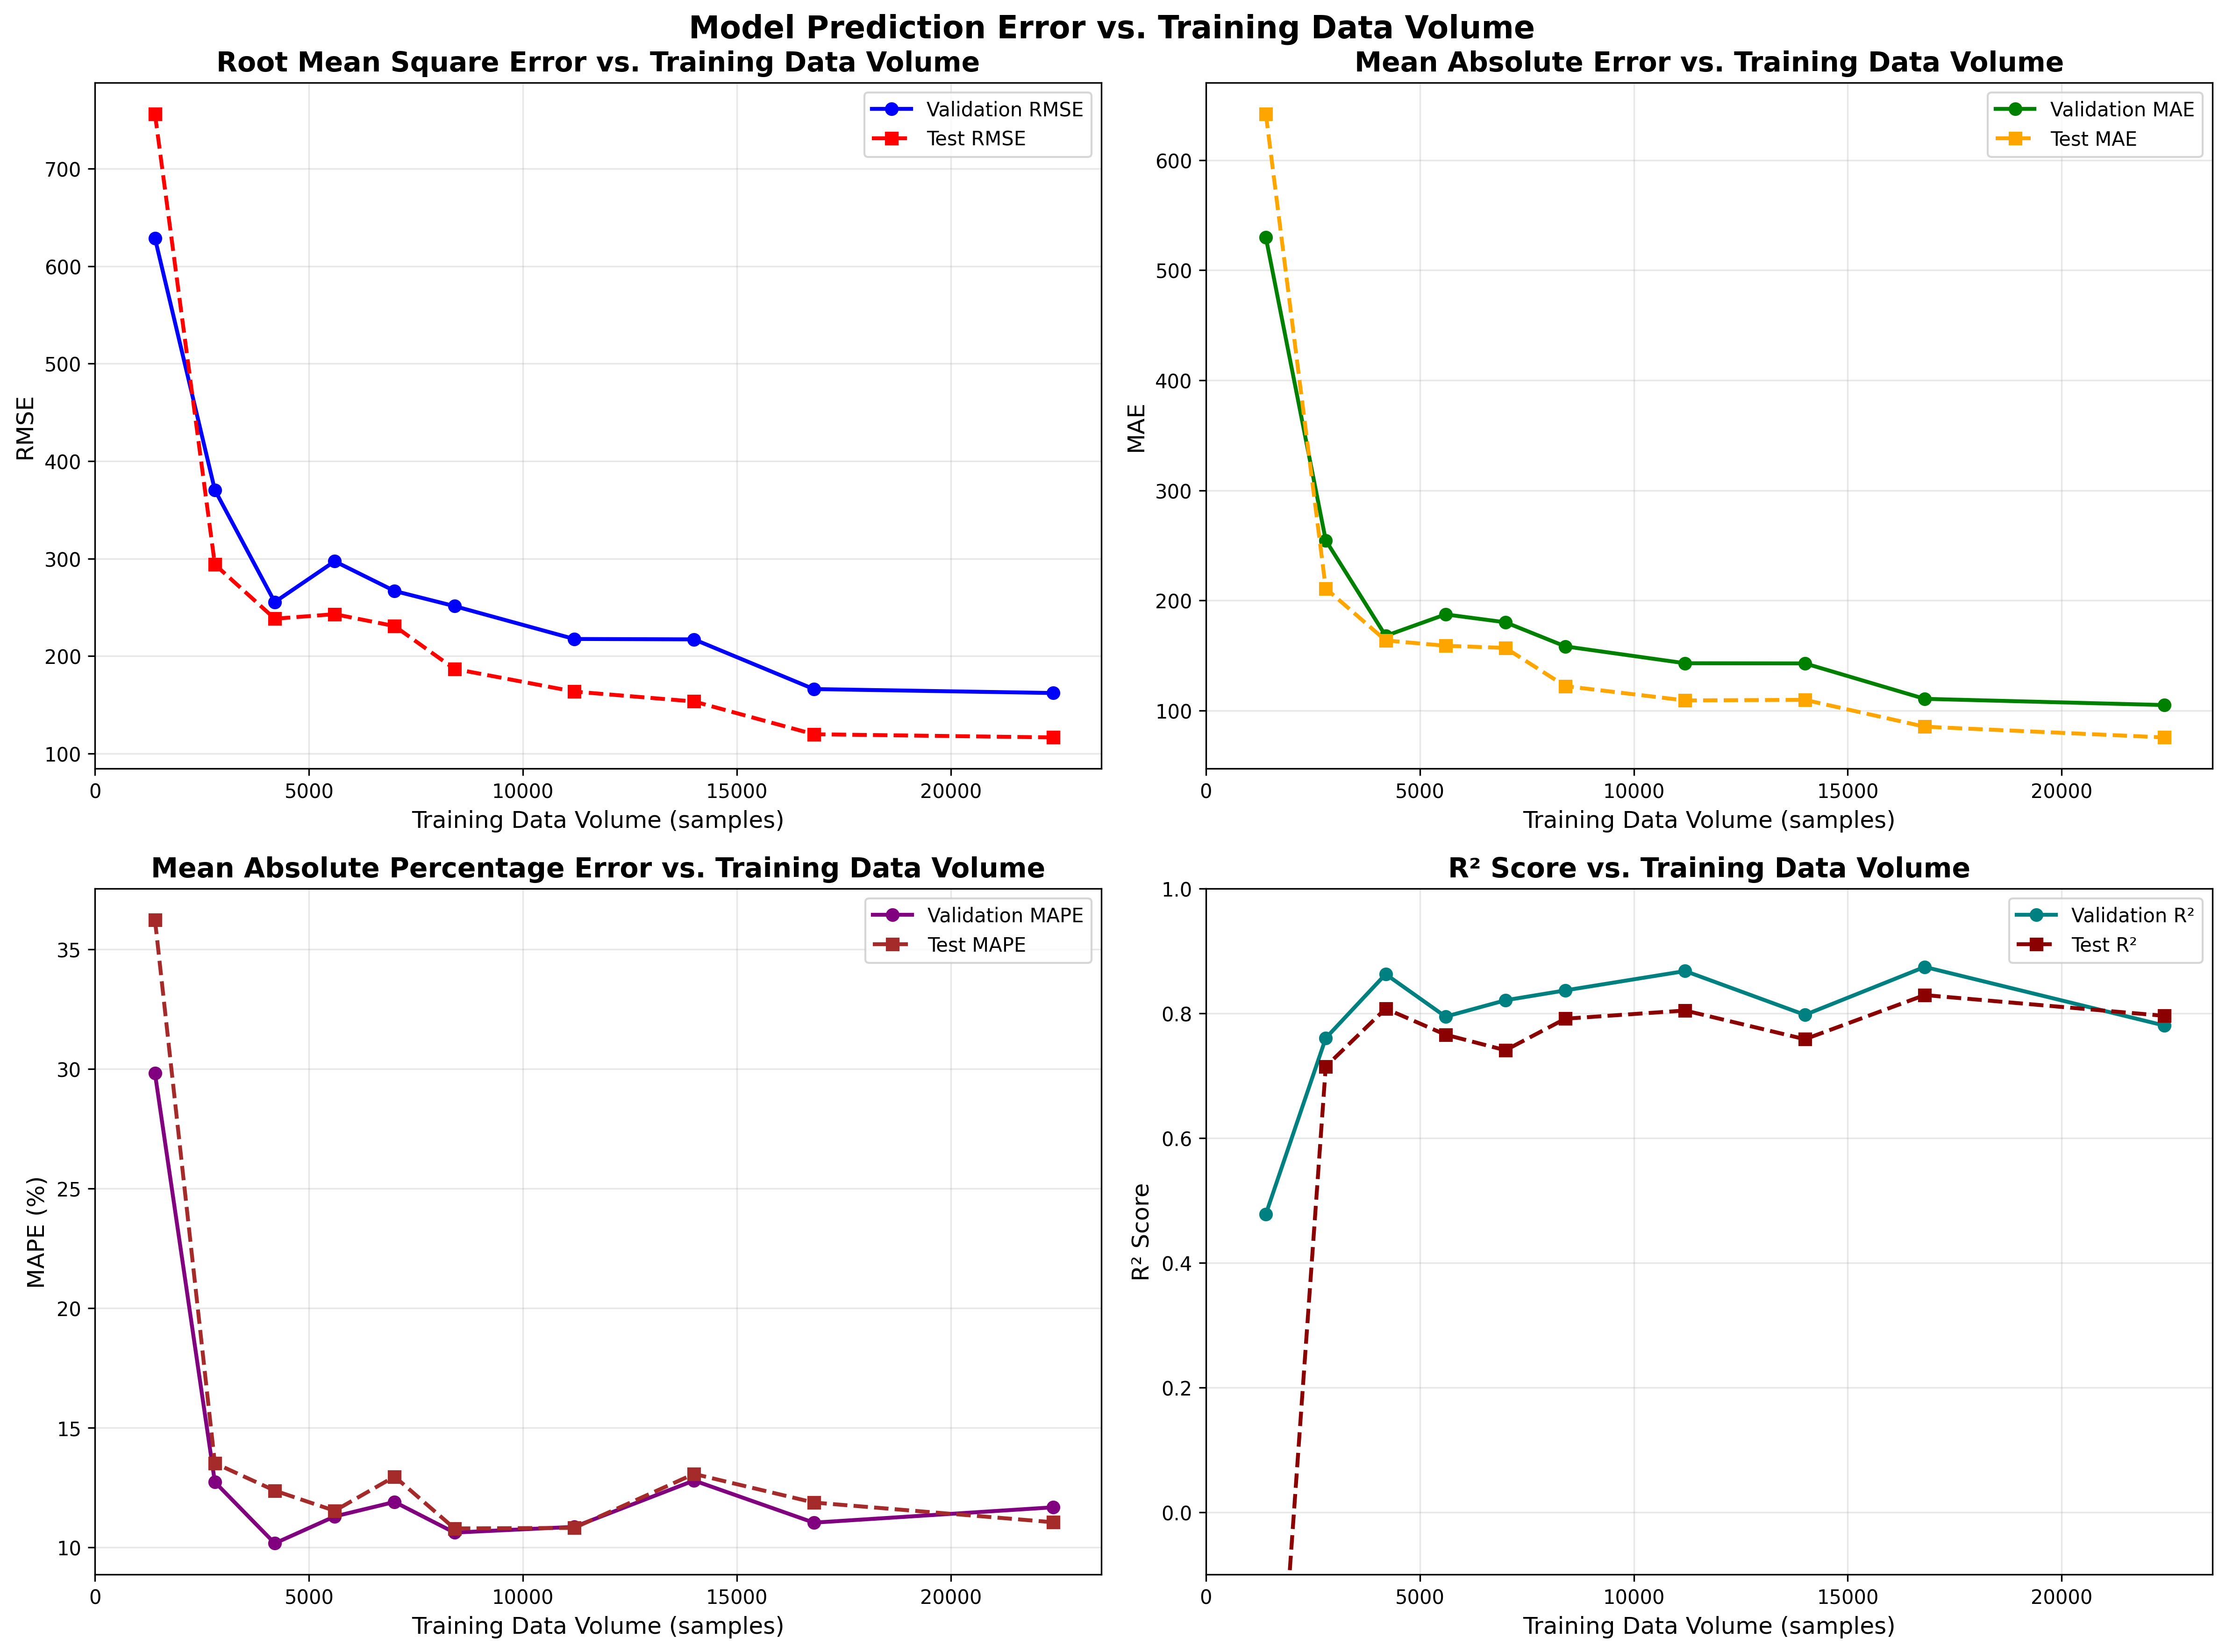 Model Prediction Error vs. Training Data Volume
Root Mean Square Error vs. Training Data Volume
Validation RMSE
Test RMSE
700
600
500
400
300
200
100
RMSE
0
5000
10000
15000
20000
Training Data Volume (samples)
Mean Absolute Error vs. Training Data Volume
Validation MAE
Test MAE
600
500
400
300
200
100
MAE
0
5000
10000
15000
20000
Training Data Volume (samples)
Mean Absolute Percentage Error vs. Training Data Volume
Validation MAPE
Test MAPE
35
30
25
20
15
10
MAPE (%)
0
5000
10000
15000
20000
Training Data Volume (samples)
R² Score vs. Training Data Volume
Validation R²
Test R²
1.0
0.8
0.6
0.4
0.2
0.0
R² Score
0
5000
10000
15000
20000
Training Data Volume (samples)